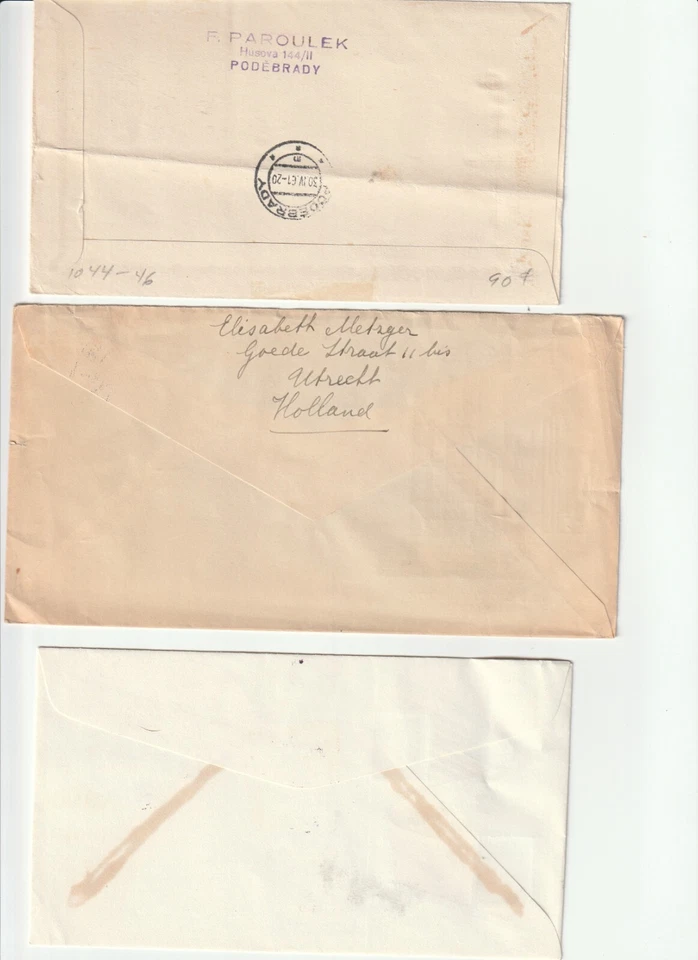 F. PAROULEK
Husova 144/II
PODĚBRADY
PODĚBRADY
30.IV.61-20
1044-46
90¢
Elisabeth Metzger
Goede Straat 11 bis
Utrecht
Holland